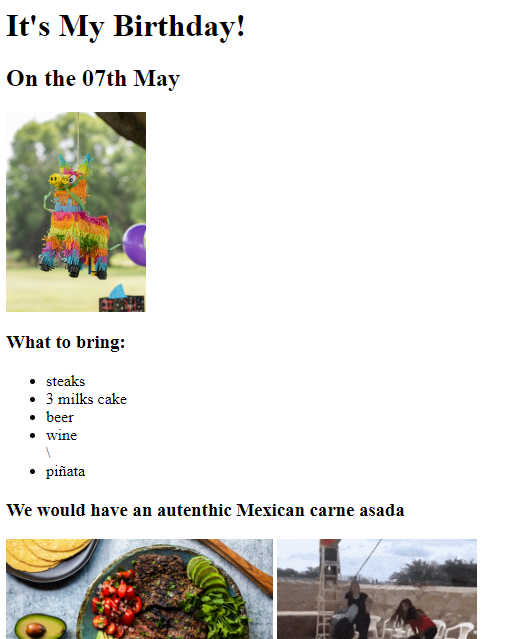 It's My Birthday!
On the 07th May
What to bring:
steaks
3 milks cake
beer
wine
\
piñata
We would have an autenthic Mexican carne asada